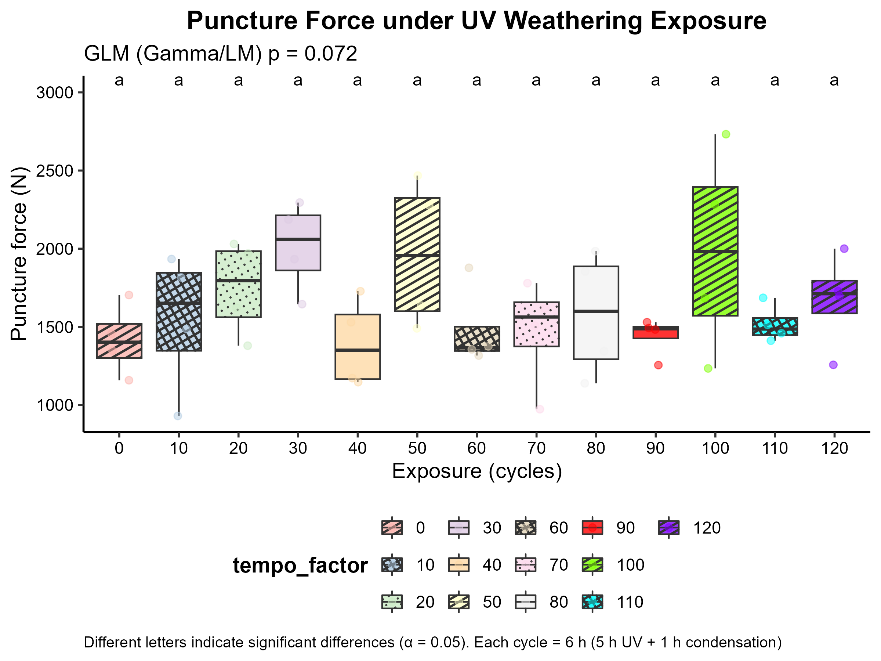 Puncture Force under UV Weathering Exposure
GLM (Gamma/LM) p = 0.072
a a a a a a a a a a a a a
3000
2500
2000
1500
1000
Puncture force (N)
0 10 20 30 40 50 60 70 80 90 100 110 120
Exposure (cycles)
tempo_factor
0 30 60 90 120
10 40 70 100
20 50 80 110
Different letters indicate significant differences (α = 0.05). Each cycle = 6 h (5 h UV + 1 h condensation)